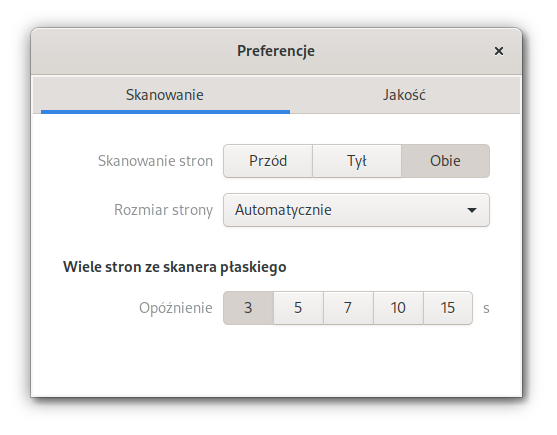 Preferencje
Skanowanie Jakość
Skanowanie stron Przód Tył Obie
Rozmiar strony Automatycznie
Wiele stron ze skanera płaskiego
Opóźnienie 3 5 7 10 15 s